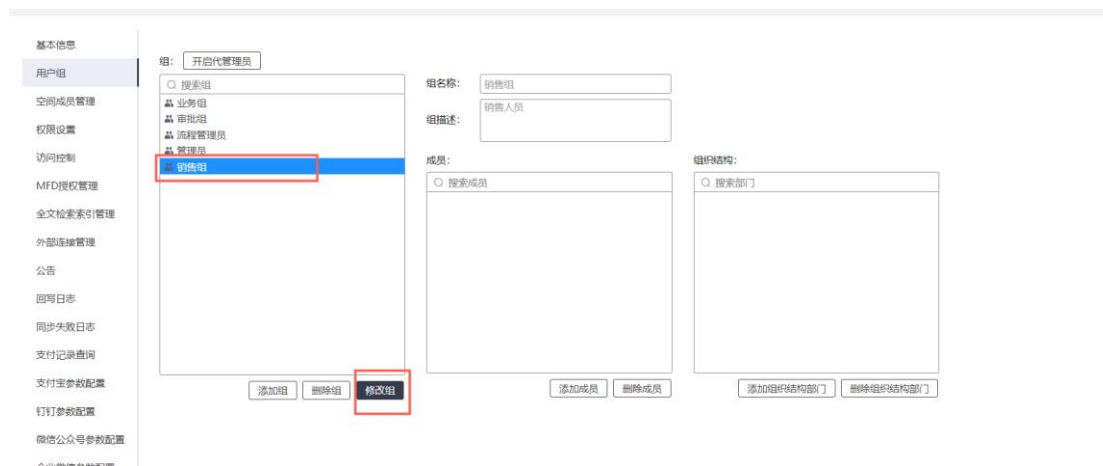 基本信息
用户组
空间成员管理
权限设置
访问控制
MFD授权管理
全文检索索引管理
外部连接管理
公告
回写日志
同步失败日志
支付记录查询
支付宝参数配置
钉钉参数配置
微信公众号参数配置
企业微信参数配置
组： 开启代管理员
搜索组
业务组
审批组
流程管理员
管理员
销售组
添加组 删除组 修改组
组名称： 销售组
组描述： 销售人员
成员：
搜索成员
添加成员 删除成员
组织结构：
搜索部门
添加组织结构部门 删除组织结构部门